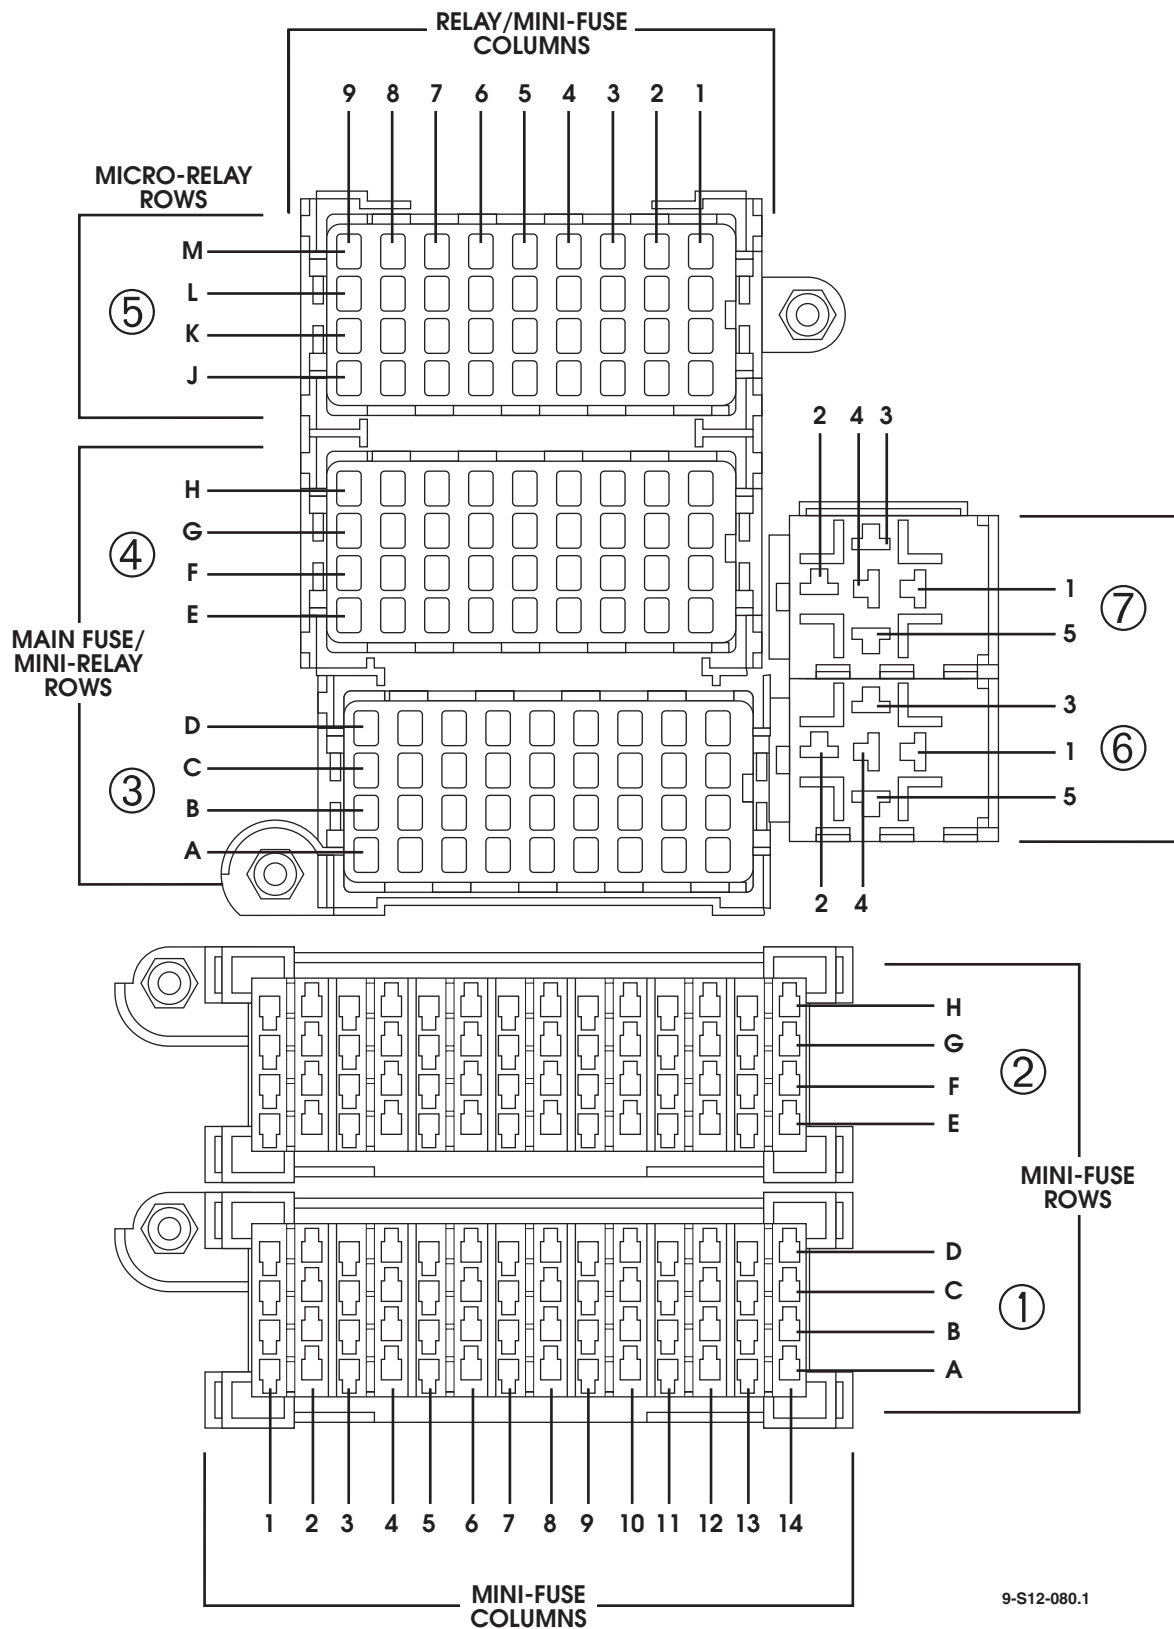 RELAY/MINI-FUSE
COLUMNS
9 8 7 6 5 4 3 2 1
MICRO-RELAY
ROWS
M
L
⑤
K
J
2 4 3
H
G
④
F
1
⑦
E
5
MAIN FUSE/
MINI-RELAY
ROWS
3
D
1
⑥
C
③
5
B
A
2 4
H
G
②
F
E
MINI-FUSE
ROWS
D
C
①
B
A
1 2 3 4 5 6 7 8 9 10 11 12 13 14
MINI-FUSE
COLUMNS
9-S12-080.1